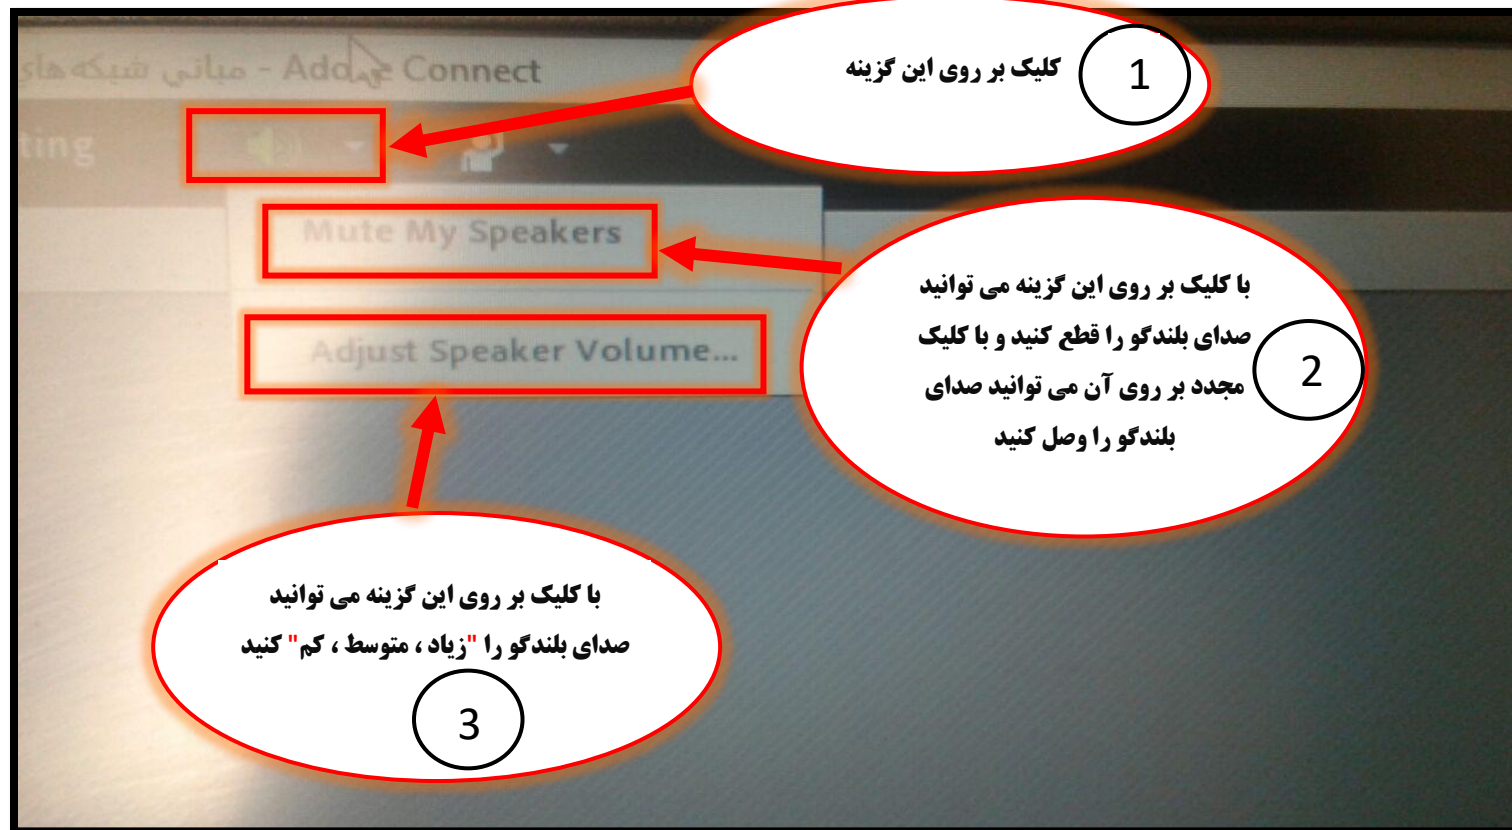 مبانی شبکه های - Adobe Connect
ting
Mute My Speakers
Adjust Speaker Volume...
1
کلیک بر روی این گزینه
2
با کلیک بر روی این گزینه می توانید
صدای بلندگو را قطع کنید و با کلیک
مجدد بر روی آن می توانید صدای
بلندگو را وصل کنید
با کلیک بر روی این گزینه می توانید
صدای بلندگو را "زیاد ، متوسط ، کم" کنید
3